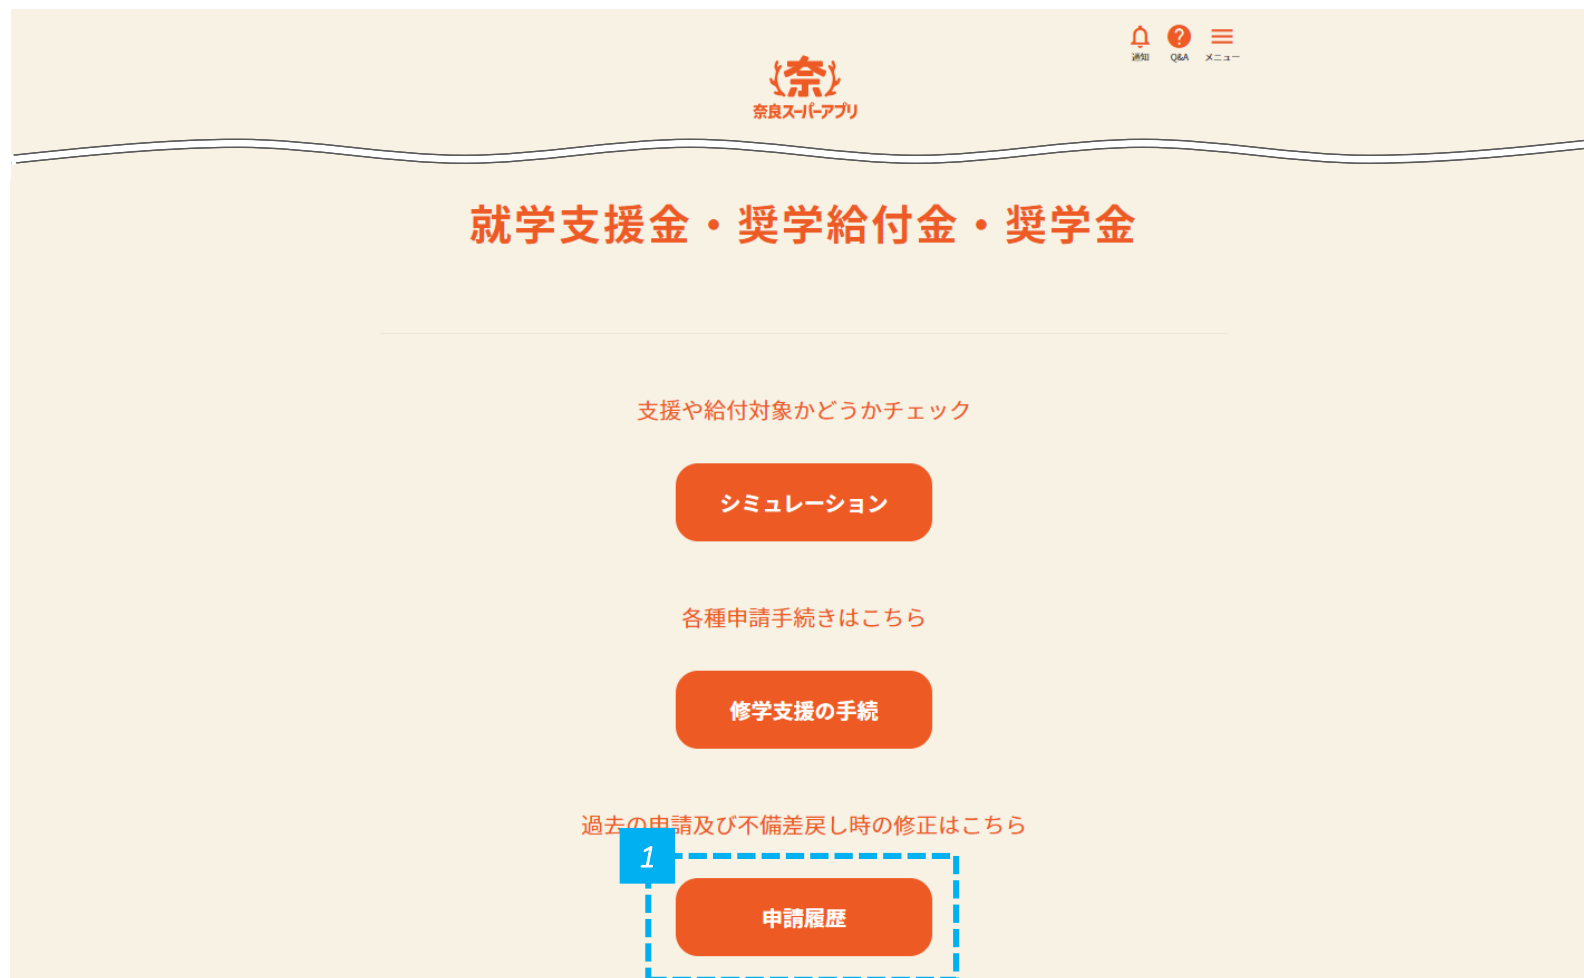 通知 Q&A メニュー
奈
奈良スーパーアプリ
就学支援金・奨学給付金・奨学金
支援や給付対象かどうかチェック
シミュレーション
各種申請手続きはこちら
修学支援の手続
過去の申請及び不備差戻し時の修正はこちら
1
申請履歴